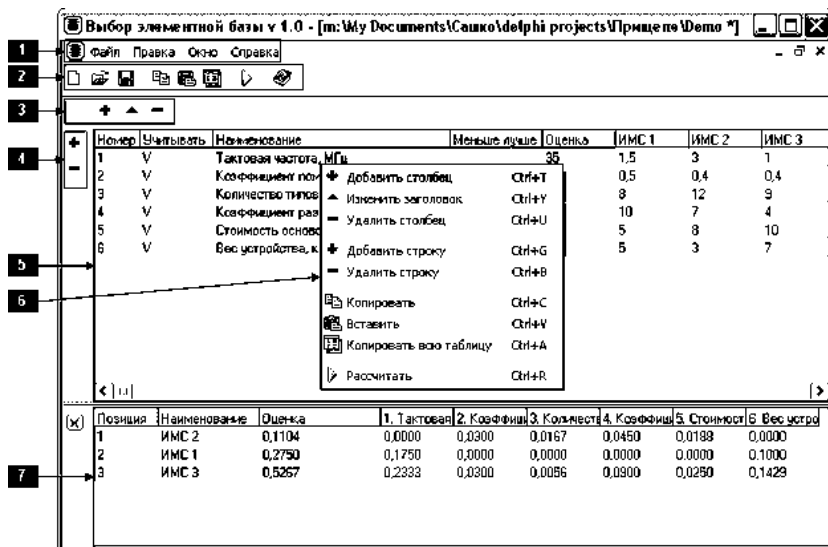 Выбор элементной базы v 1.0 - [m:\My Documents\Сашко\delphi projects\Прищепа\Demo *]
1 Файл Правка Окно Справка
2
3
4
Номер Учитывать Наименование Меньше лучше Оценка ИМС 1 ИМС 2 ИМС 3
1 V Тактовая частота, МГц 35 1,5 3 1
2 V Коэффициент пом 0,5 0,4 0,4
3 V Количество типов 8 12 9
4 V Коэффициент раз 10 7 4
5 V Стоимость осново 5 8 10
6 V Вес устройства, к 5 3 7
Добавить столбец Ctrl+T
Изменить заголовок Ctrl+Y
Удалить столбец Ctrl+U
Добавить строку Ctrl+G
Удалить строку Ctrl+B
Копировать Ctrl+C
Вставить Ctrl+V
Копировать всю таблицу Ctrl+A
Рассчитать Ctrl+R
5
6
Позиция Наименование Оценка 1. Тактовая 2. Коэффици 3. Количеств 4. Коэффиц 5. Стоимост 6 Вес устро
1 ИМС 2 0,1104 0,0000 0,0300 0,0167 0,0450 0,0188 0,0000
2 ИМС 1 0,2750 0,1750 0,0000 0,0000 0,0000 0,0000 0,1000
3 ИМС 3 0,5267 0,2333 0,0300 0,0056 0,0900 0,0250 0,1429
7